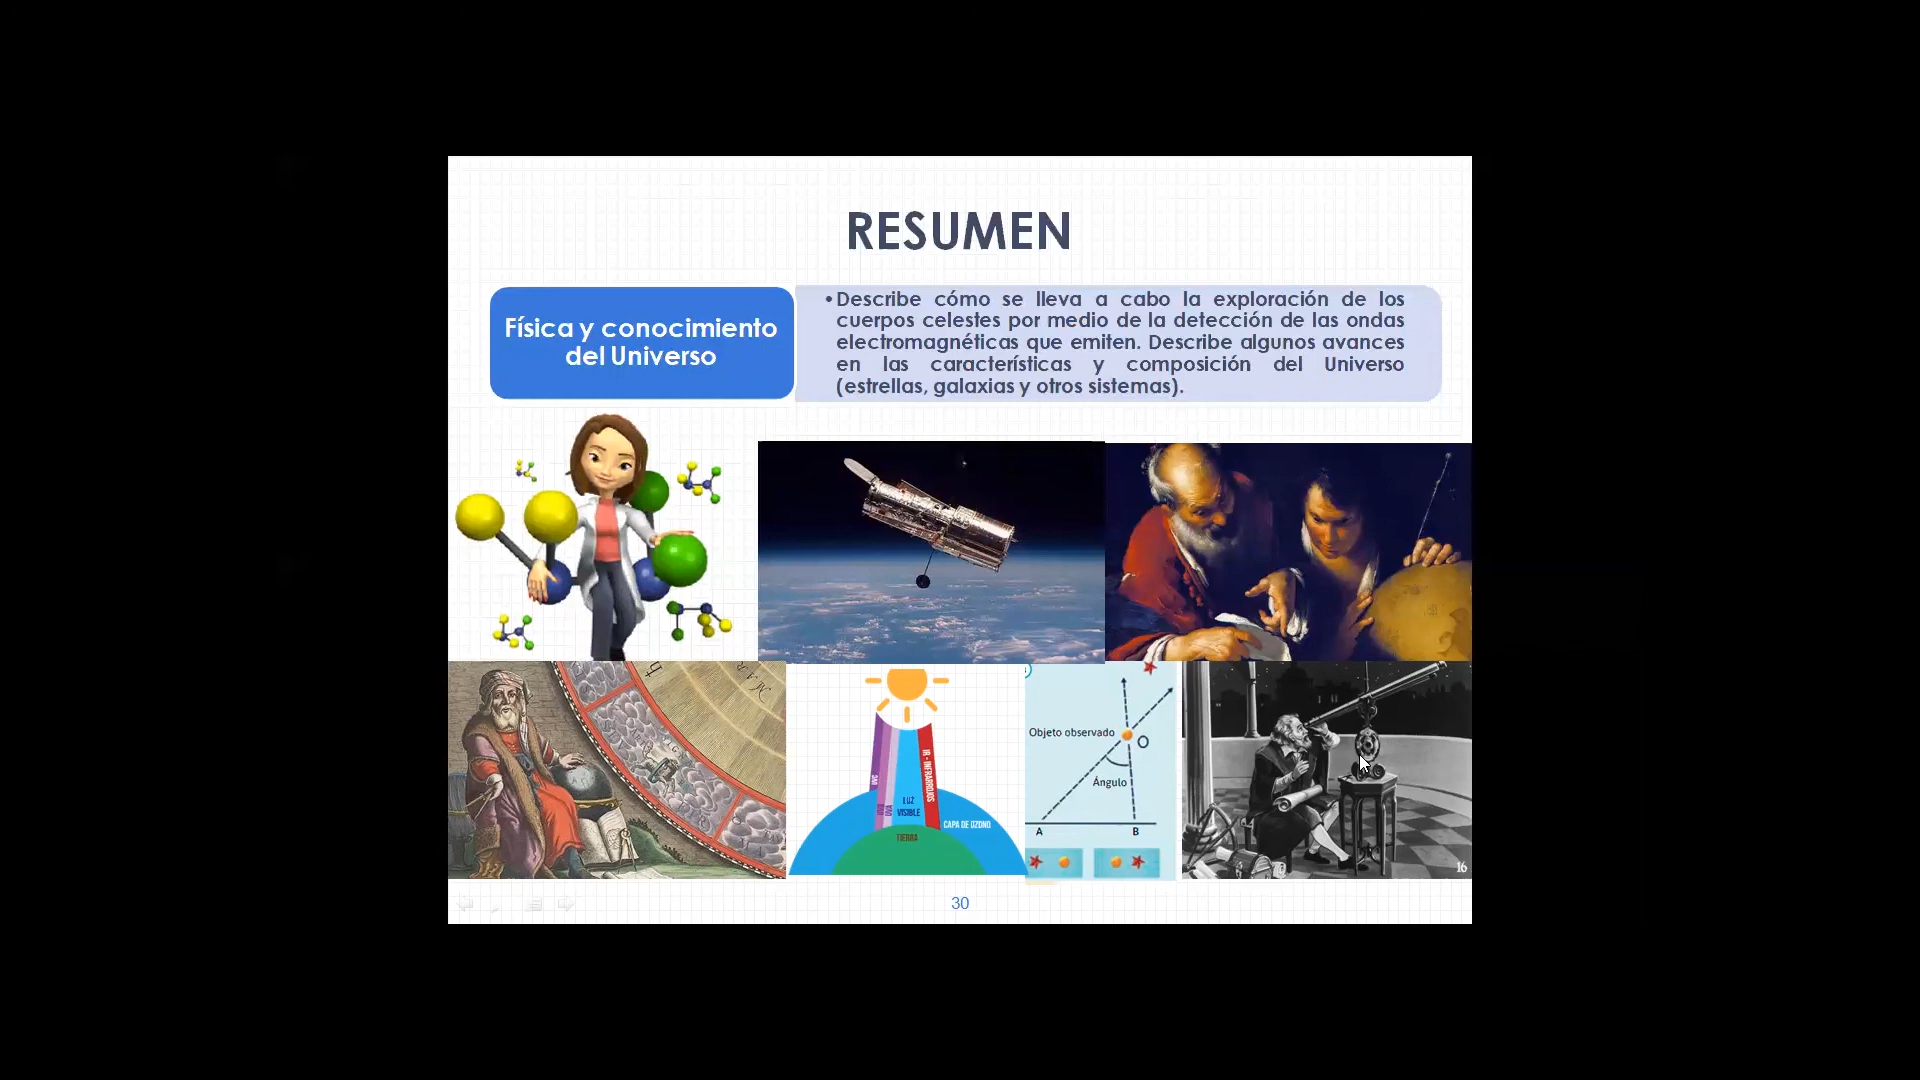 RESUMEN
Física y conocimiento
del Universo
•Describe cómo se lleva a cabo la exploración de los
cuerpos celestes por medio de la detección de las ondas
electromagnéticas que emiten. Describe algunos avances
en las características y composición del Universo
(estrellas, galaxias y otros sistemas).
IR - INFRARROJOS
LUZ
VISIBLE
CAPA DE OZONO
TIERRA
Objeto observado
O
Ángulo
A
B
16
30